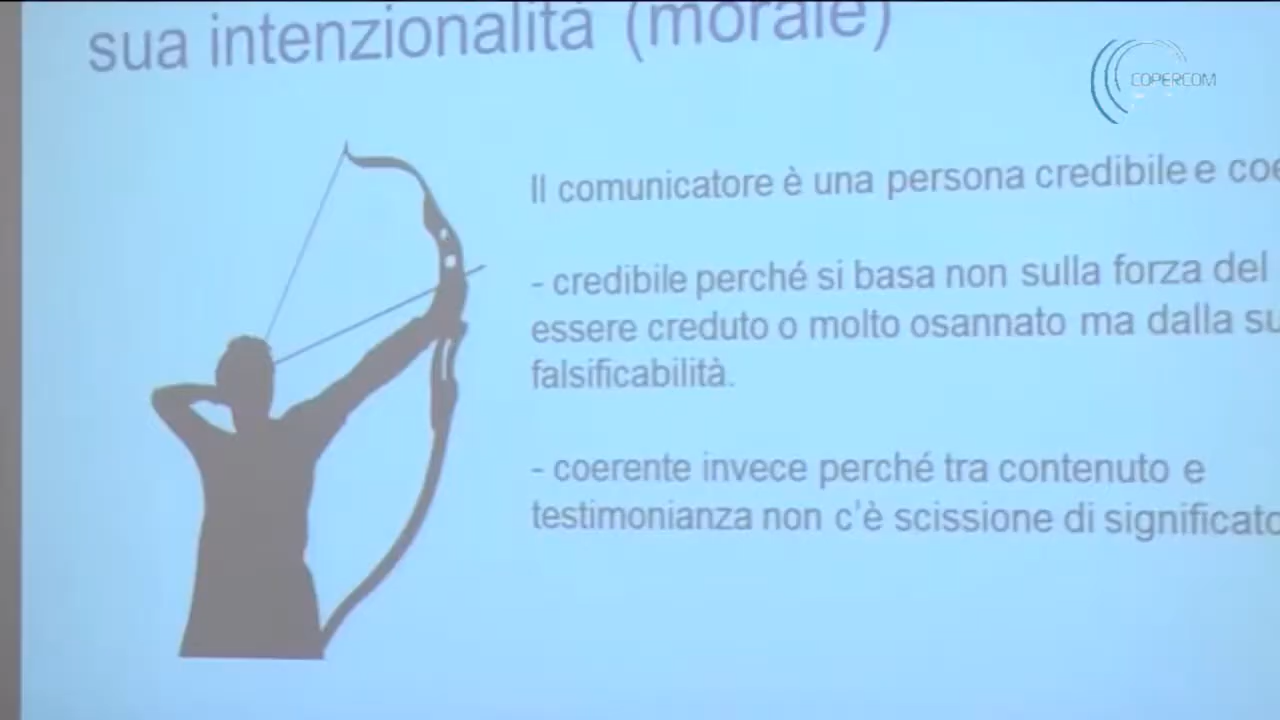 sua intenzionalità (morale)
COPERCOM
Il comunicatore è una persona credibile e
- credibile perché si basa non sulla forza del
essere creduto o molto osannato ma dalla
falsificabilità.
- coerente invece perché tra contenuto e
testimonianza non c'è scissione di significato